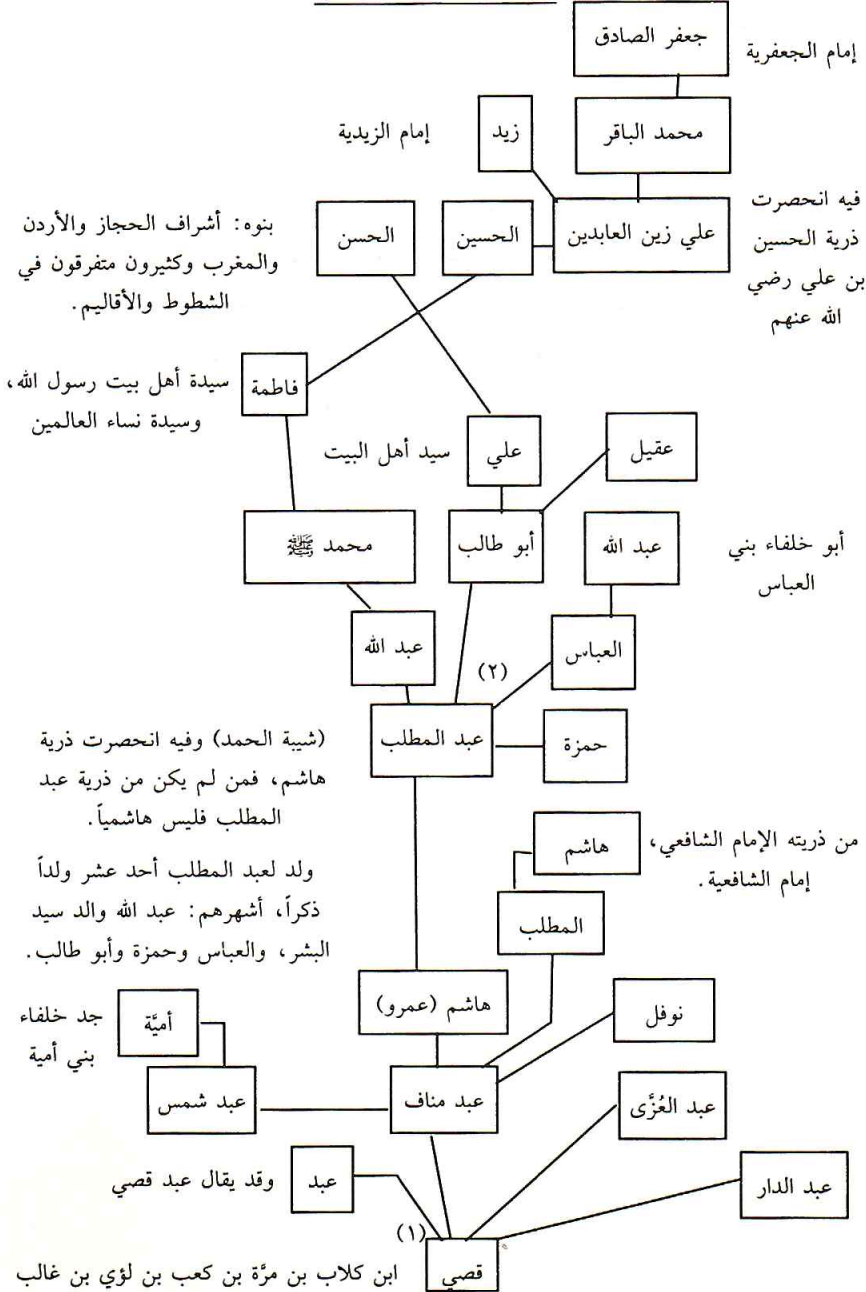 جعفر الصادق
إمام الجعفرية
محمد الباقر
زيد
إمام الزيدية
فيه انحصرت
ذرية الحسين
بن علي رضي
الله عنهم
علي زين العابدين
الحسين
الحسن
بنوه: أشراف الحجاز والأردن
والمغرب وكثيرون متفرقون في
الشطوط والأقاليم.
فاطمة
سيدة أهل بيت رسول الله،
وسيدة نساء العالمين
عقيل
علي
سيد أهل البيت
أبو خلفاء بني
العباس
عبد الله
أبو طالب
محمد ﷺ
العباس
عبد الله
(٢)
حمزة
عبد المطلب
(شيبة الحمد) وفيه انحصرت ذرية
هاشم، فمن لم يكن من ذرية عبد
المطلب فليس هاشمياً.
ولد لعبد المطلب أحد عشر ولداً
ذكراً، أشهرهم: عبد الله والد سيد
البشر، والعباس وحمزة وأبو طالب.
من ذريته الإمام الشافعي،
إمام الشافعية.
هاشم
المطلب
هاشم (عمرو)
نوفل
أميَّة
جد خلفاء
بني أمية
عبد مناف
عبد شمس
عبد العُزَّى
عبد الدار
عبد
وقد يقال عبد قصي
(١)
قصي
ابن كلاب بن مرَّة بن كعب بن لؤي بن غالب